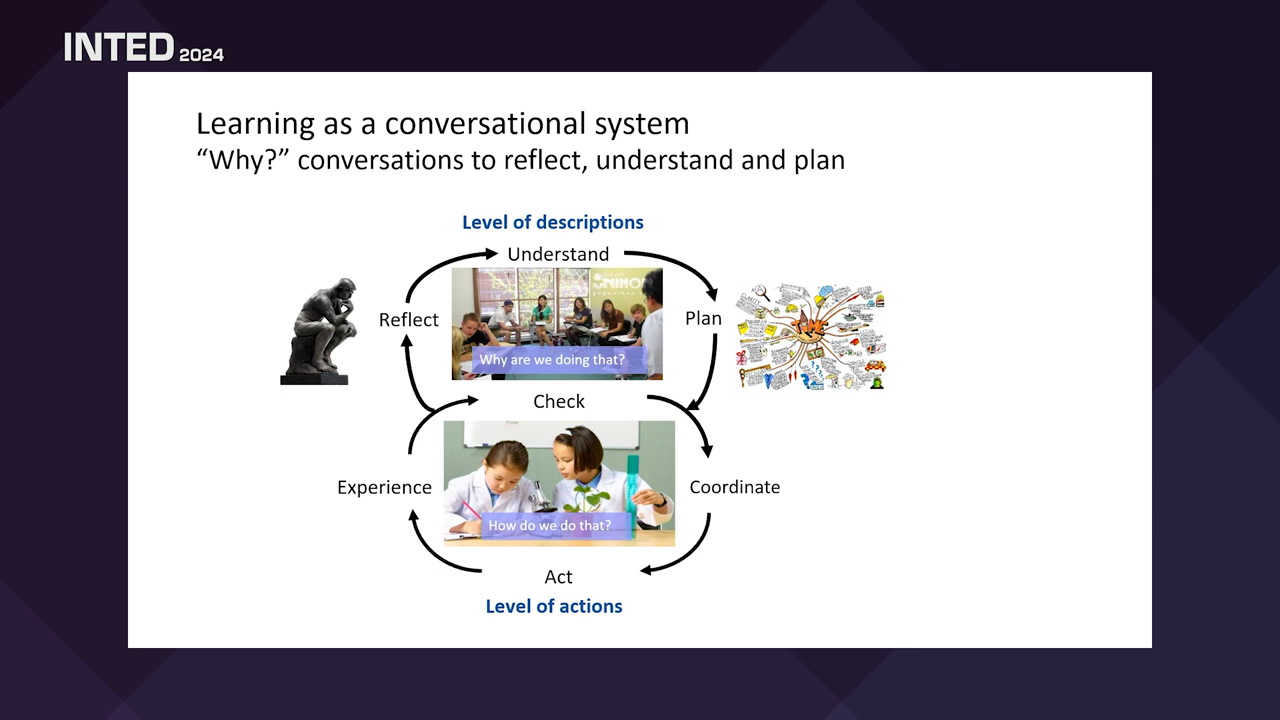 INTED 2024
Learning as a conversational system
“Why?” conversations to reflect, understand and plan
Level of descriptions
Understand
Reflect
Plan
TIME
Why are we doing that?
Check
Experience
Coordinate
How do we do that?
Act
Level of actions